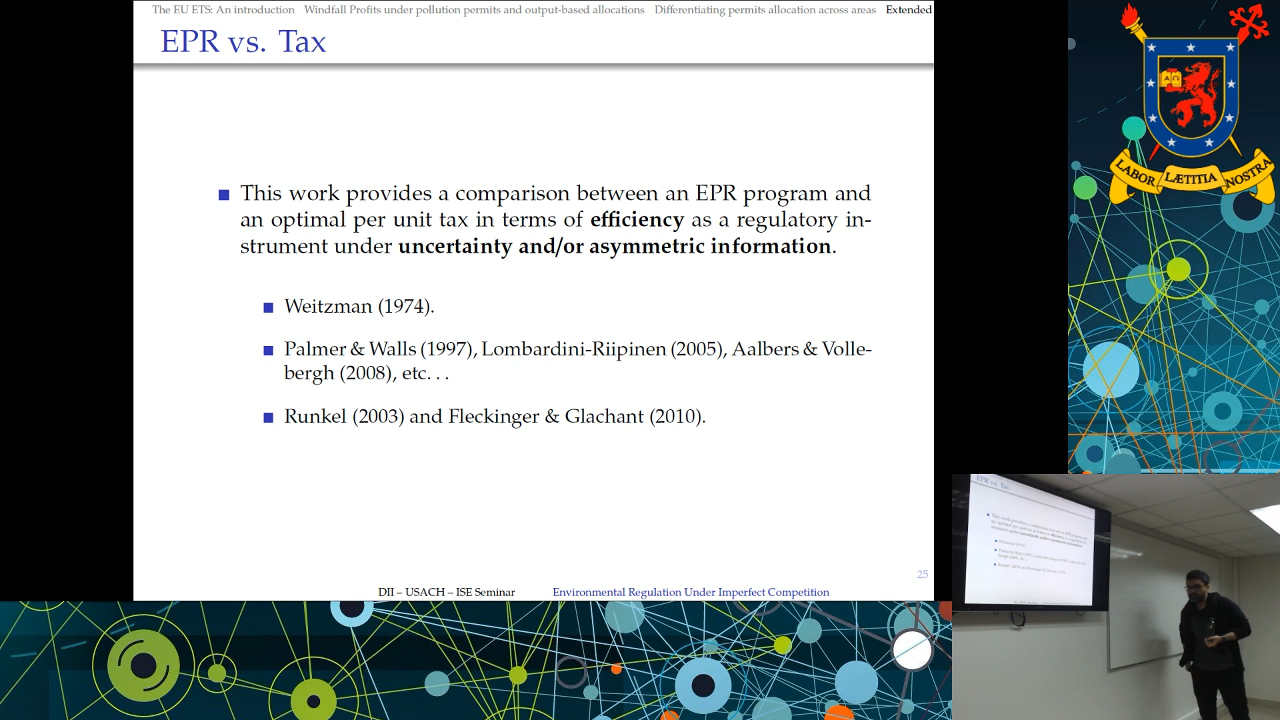 The EU ETS: An introduction Windfall Profits under pollution permits and output-based allocations Differentiating permits allocation across areas Extended
EPR vs. Tax
This work provides a comparison between an EPR program and
an optimal per unit tax in terms of efficiency as a regulatory in-
strument under uncertainty and/or asymmetric information.
Weitzman (1974).
Palmer & Walls (1997), Lombardini-Riipinen (2005), Aalbers & Volle-
bergh (2008), etc. . .
Runkel (2003) and Fleckinger & Glachant (2010).
25
DII – USACH – ISE Seminar Environmental Regulation Under Imperfect Competition
LABOR LÆTITIA NOSTRA
EPR vs. Tax